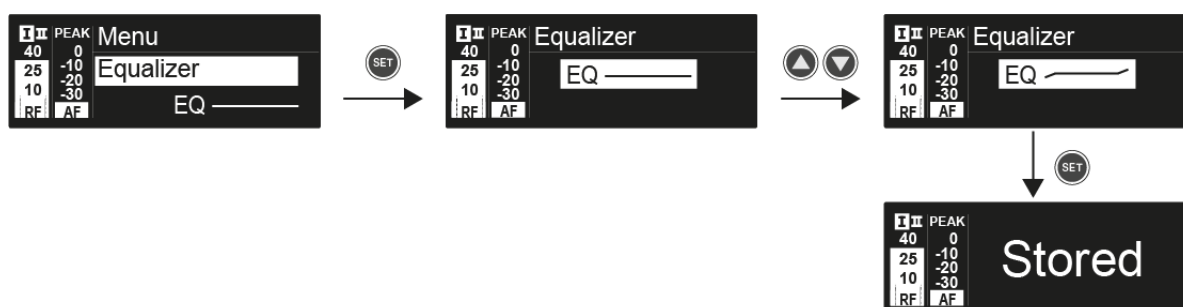 I II PEAK Menu
40 0
25 -10 Equalizer
-20
10 -30
RF AF EQ
SET
I II PEAK Equalizer
40 0
25 -10 EQ
-20
10 -30
RF AF
I II PEAK Equalizer
40 0
25 -10 EQ
-20
10 -30
RF AF
SET
I II PEAK
40 0
25 -10 Stored
-20
10 -30
RF AF